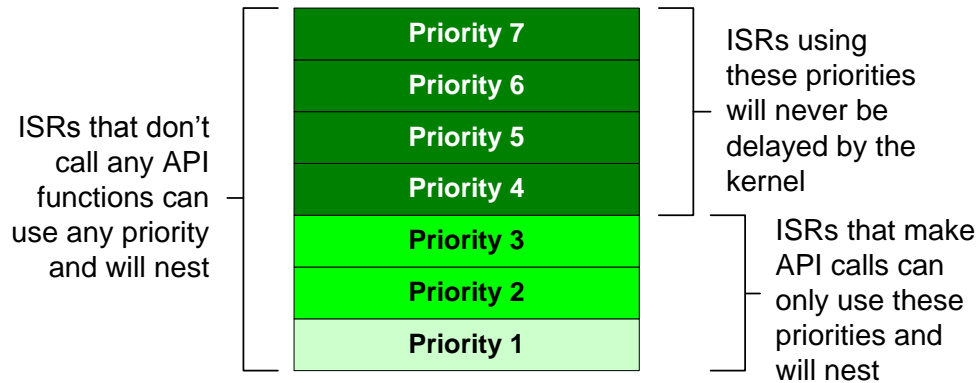 ISRs that don’t
call any API
functions can
use any priority
and will nest
Priority 7
Priority 6
Priority 5
Priority 4
Priority 3
Priority 2
Priority 1
ISRs using
these priorities
will never be
delayed by the
kernel
ISRs that make
API calls can
only use these
priorities and
will nest